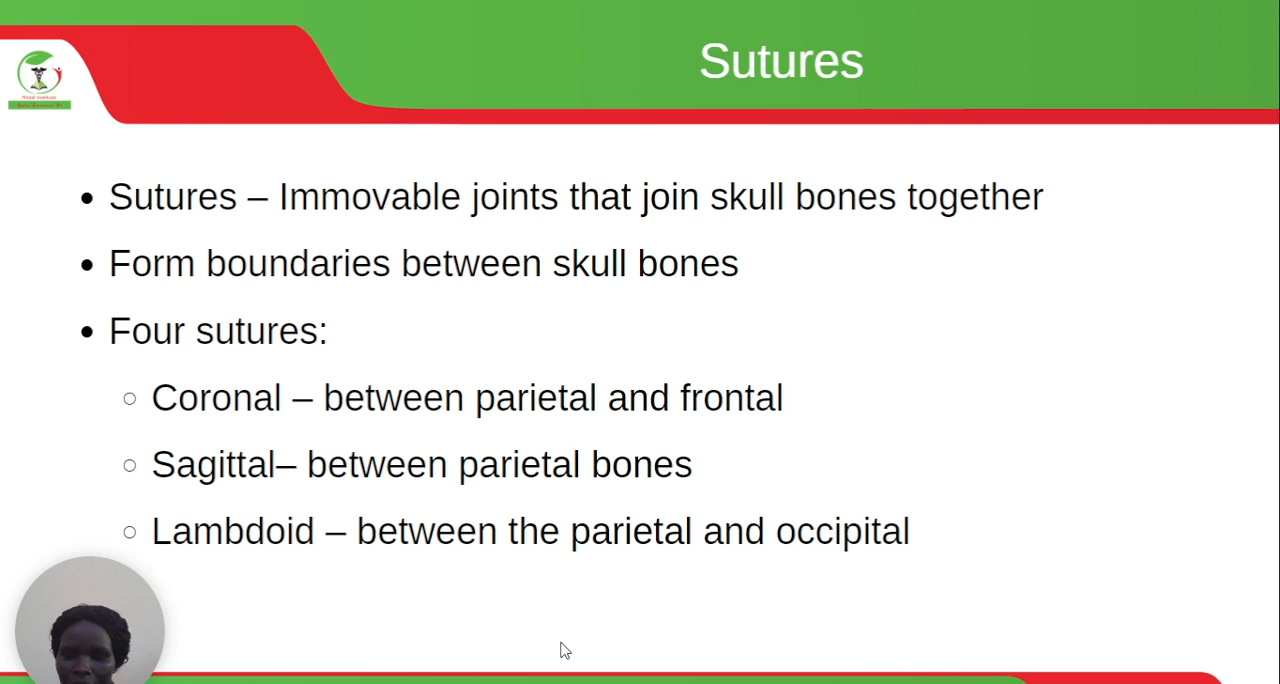 Sutures
Sutures – Immovable joints that join skull bones together
Form boundaries between skull bones
Four sutures:
Coronal – between parietal and frontal
Sagittal– between parietal bones
Lambdoid – between the parietal and occipital